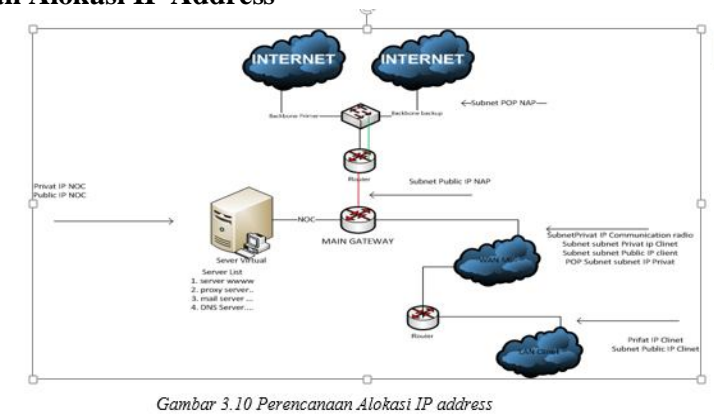 an Alokasi IP Address
INTERNET
INTERNET
Backbone Primer
Backbone backup
Subnet POP NAP
Router
Subnet Public IP NAP
Privat IP NOC
Public IP NOC
NOC
MAIN GATEWAY
Sever Virtual
Server List
1. server wwww
2. proxy server..
3. mail server ...
4. DNS Server....
SubnetPrivat IP Communication radio
Subnet subnet Privat ip Clinet
Subnet subnet Public IP client
POP Subnet subnet IP Privat
Router
LAN Client
Prifat IP Clinet
Subnet Public IP Clinet
Gambar 3.10 Perencanaan Alokasi IP address